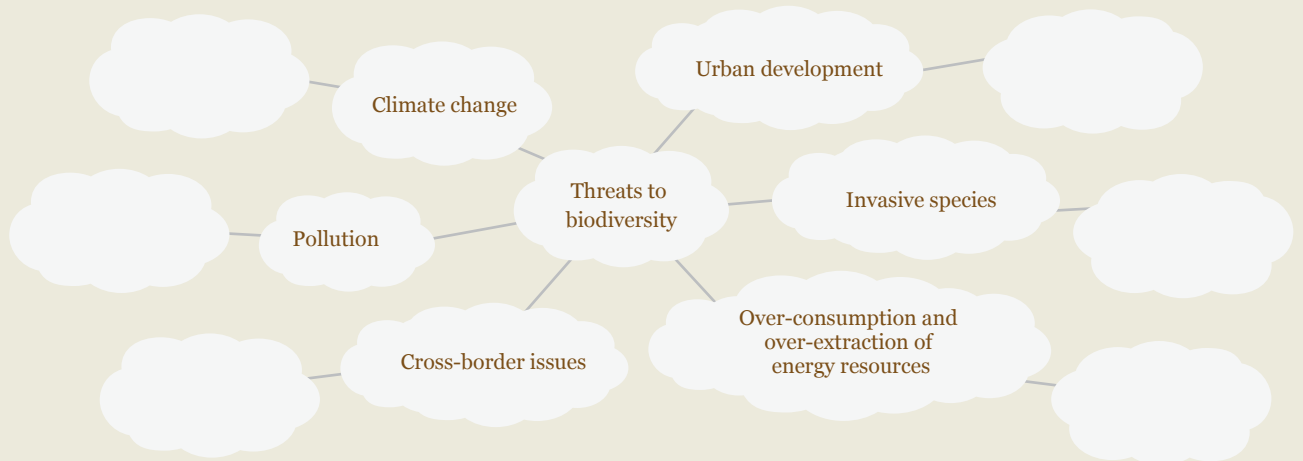 Urban development
Climate change
Threats to
biodiversity
Invasive species
Pollution
Over-consumption and
over-extraction of
energy resources
Cross-border issues